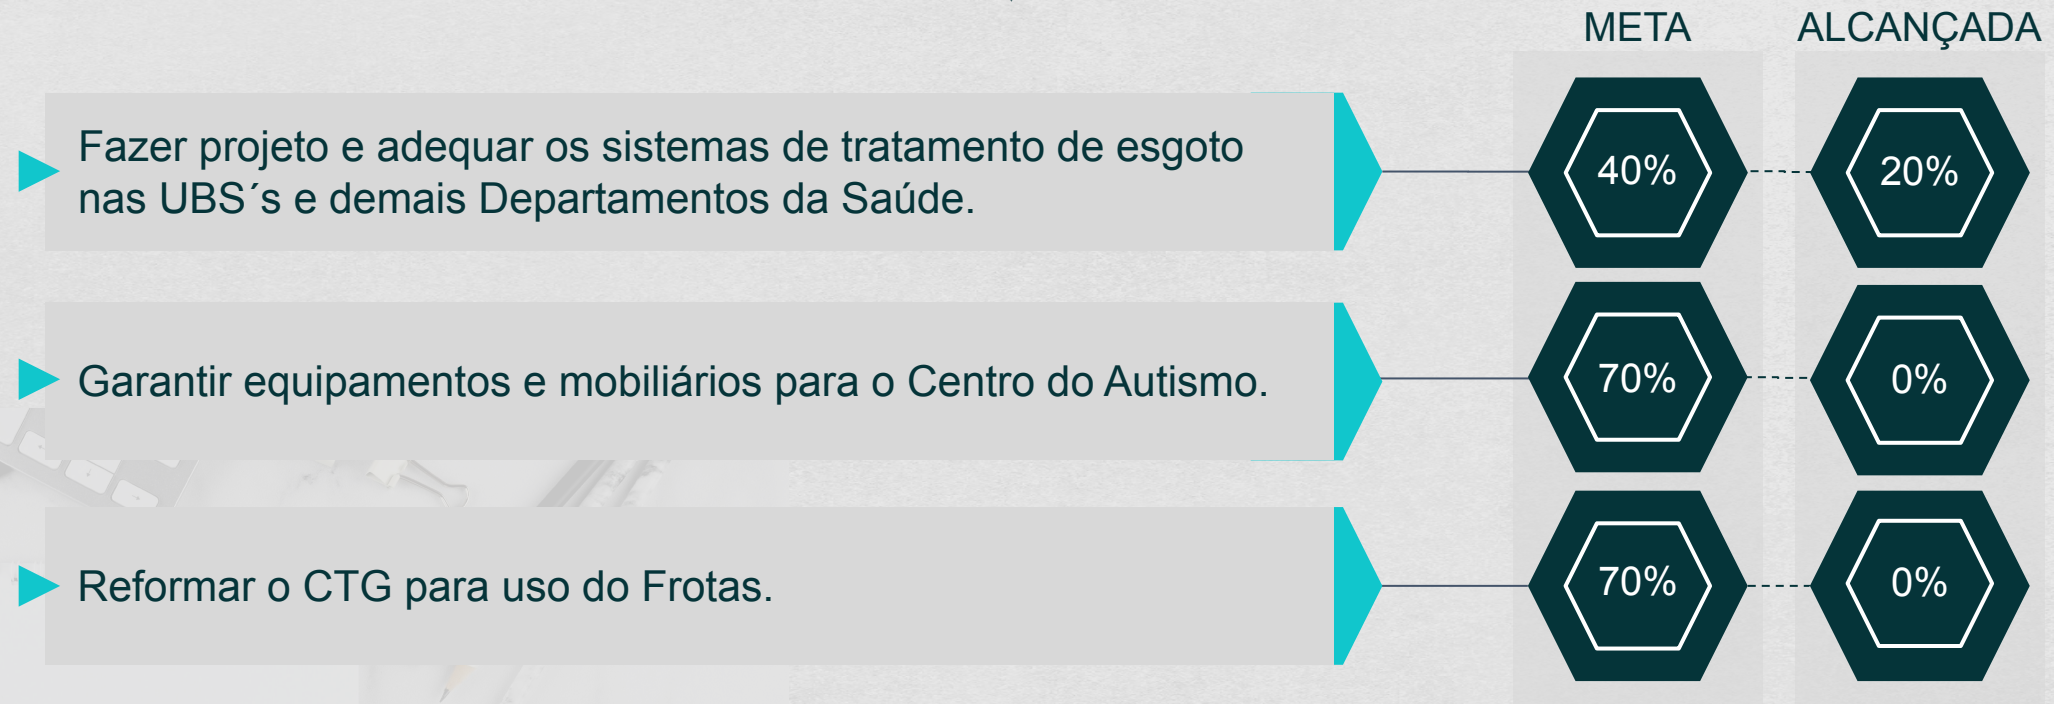 META ALCANÇADA
Fazer projeto e adequar os sistemas de tratamento de esgoto
nas UBS´s e demais Departamentos da Saúde.
40% 20%
Garantir equipamentos e mobiliários para o Centro do Autismo.
70% 0%
Reformar o CTG para uso do Frotas.
70% 0%